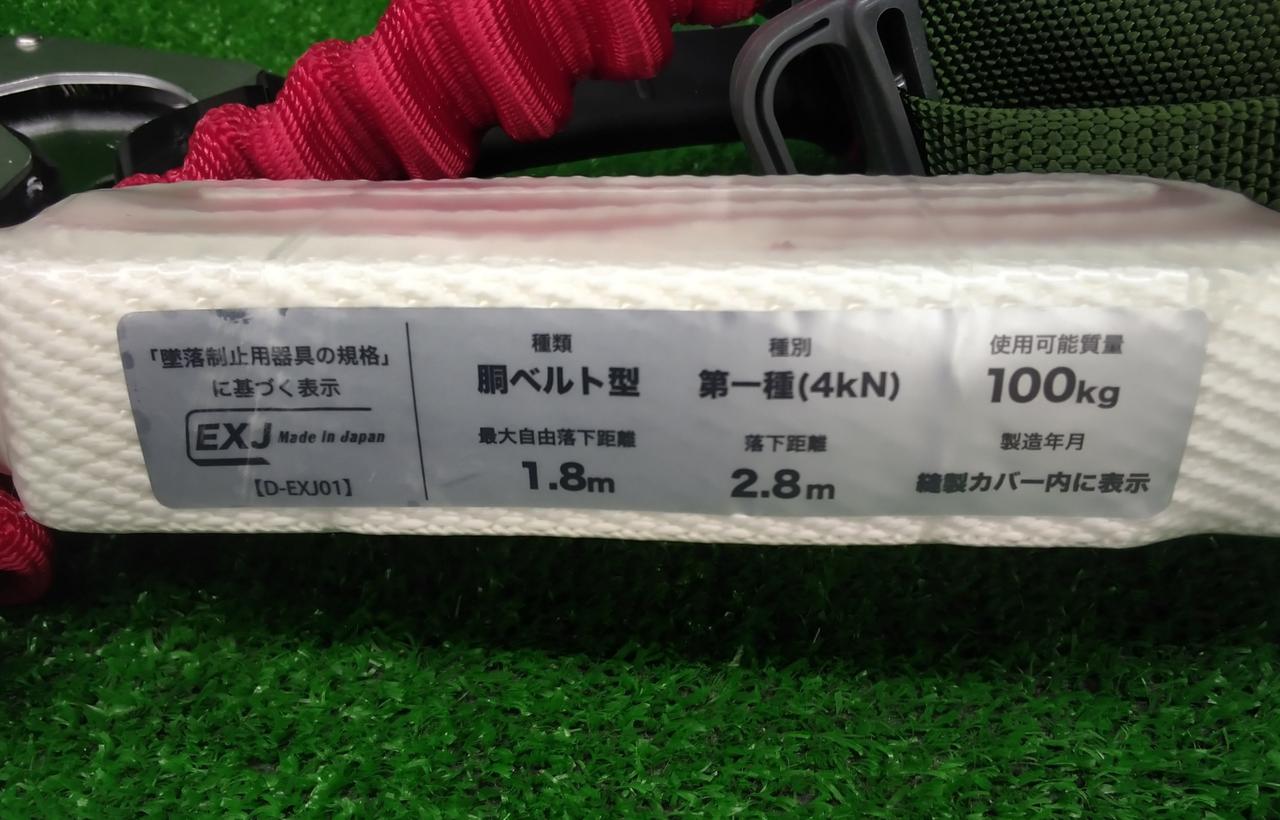 「墜落制止用器具の規格」
に基づく表示
EXJ Made in Japan
【D-EXJ01】
種類
胴ベルト型
種別
第一種(4kN)
使用可能質量
100kg
最大自由落下距離
1.8m
落下距離
2.8m
製造年月
縫製カバー内に表示